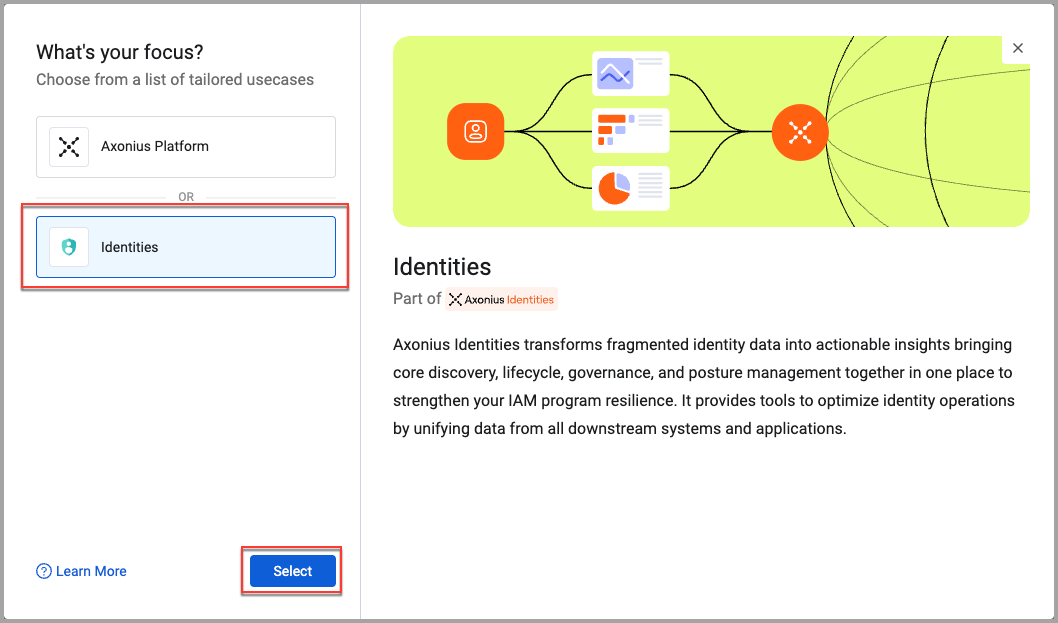 What's your focus?
Choose from a list of tailored usecases
Axonius Platform
OR
Identities
Learn More
Select
Identities
Part of Axonius Identities
Axonius Identities transforms fragmented identity data into actionable insights bringing
core discovery, lifecycle, governance, and posture management together in one place to
strengthen your IAM program resilience. It provides tools to optimize identity operations
by unifying data from all downstream systems and applications.